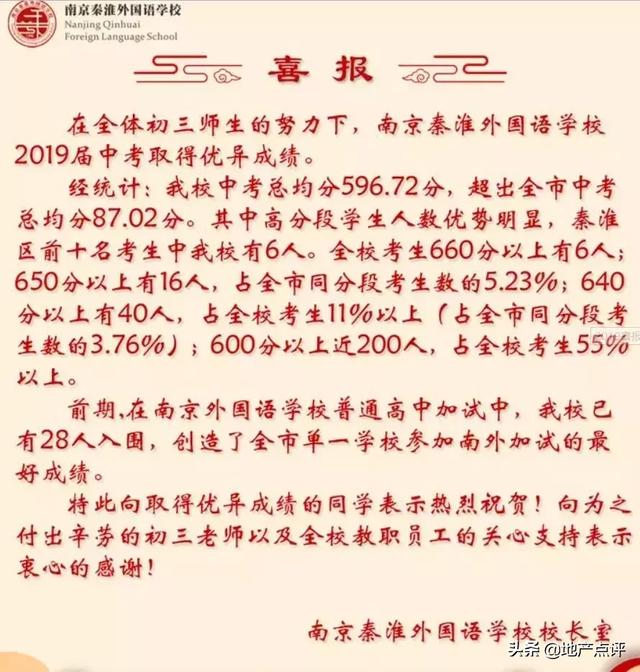 南京秦淮外国语学校
Nanjing Qinhuai
Foreign Language School
喜报
在全体初三师生的努力下，南京秦淮外国语学校
2019届中考取得优异成绩。
经统计：我校中考总均分596.72分，超出全市中考
总均分87.02分。其中高分段学生人数优势明显，秦淮
区前十名考生中我校有6人。全校考生660分以上有6人；
650分以上有16人，占全市同分段考生数的5.23%；640
分以上有40人，占全校考生11%以上（占全市同分段考
生数的3.76%）；600分以上近200人，占全校考生55%
以上。
前期,在南京外国语学校普通高中加试中，我校已
有28人入围，创造了全市单一学校参加南外加试的最
好成绩。
特此向取得优异成绩的同学表示热烈祝贺！向为之
付出辛劳的初三老师以及全校教职员工的关心支持表示
衷心的感谢！
南京秦淮外国语学校校长室
头条 @地产点评